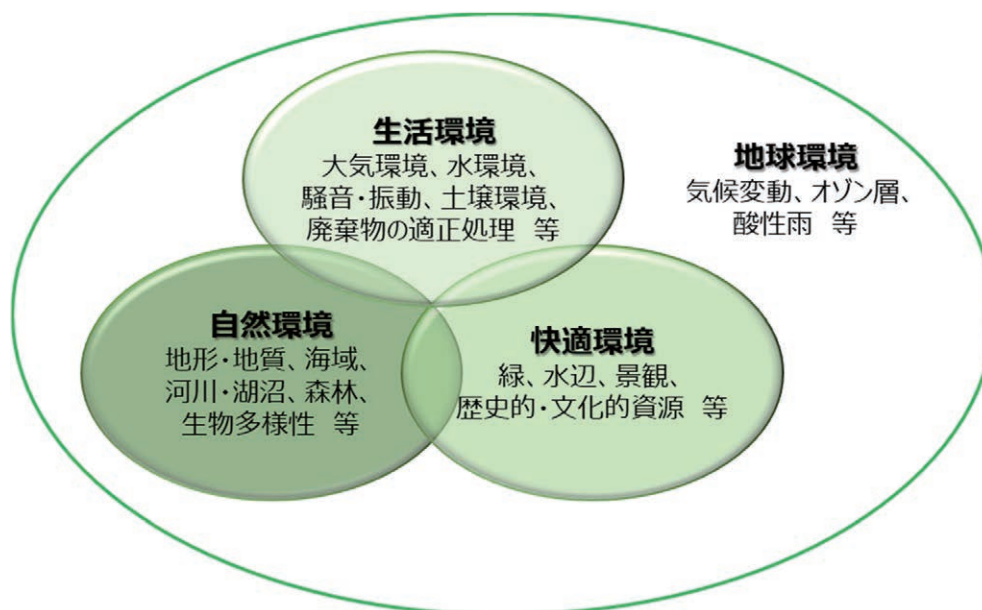 生活環境
大気環境、水環境、
騒音・振動、土壌環境、
廃棄物の適正処理　等
地球環境
気候変動、オゾン層、
酸性雨　等
自然環境
地形・地質、海域、
河川・湖沼、森林、
生物多様性　等
快適環境
緑、水辺、景観、
歴史的・文化的資源　等